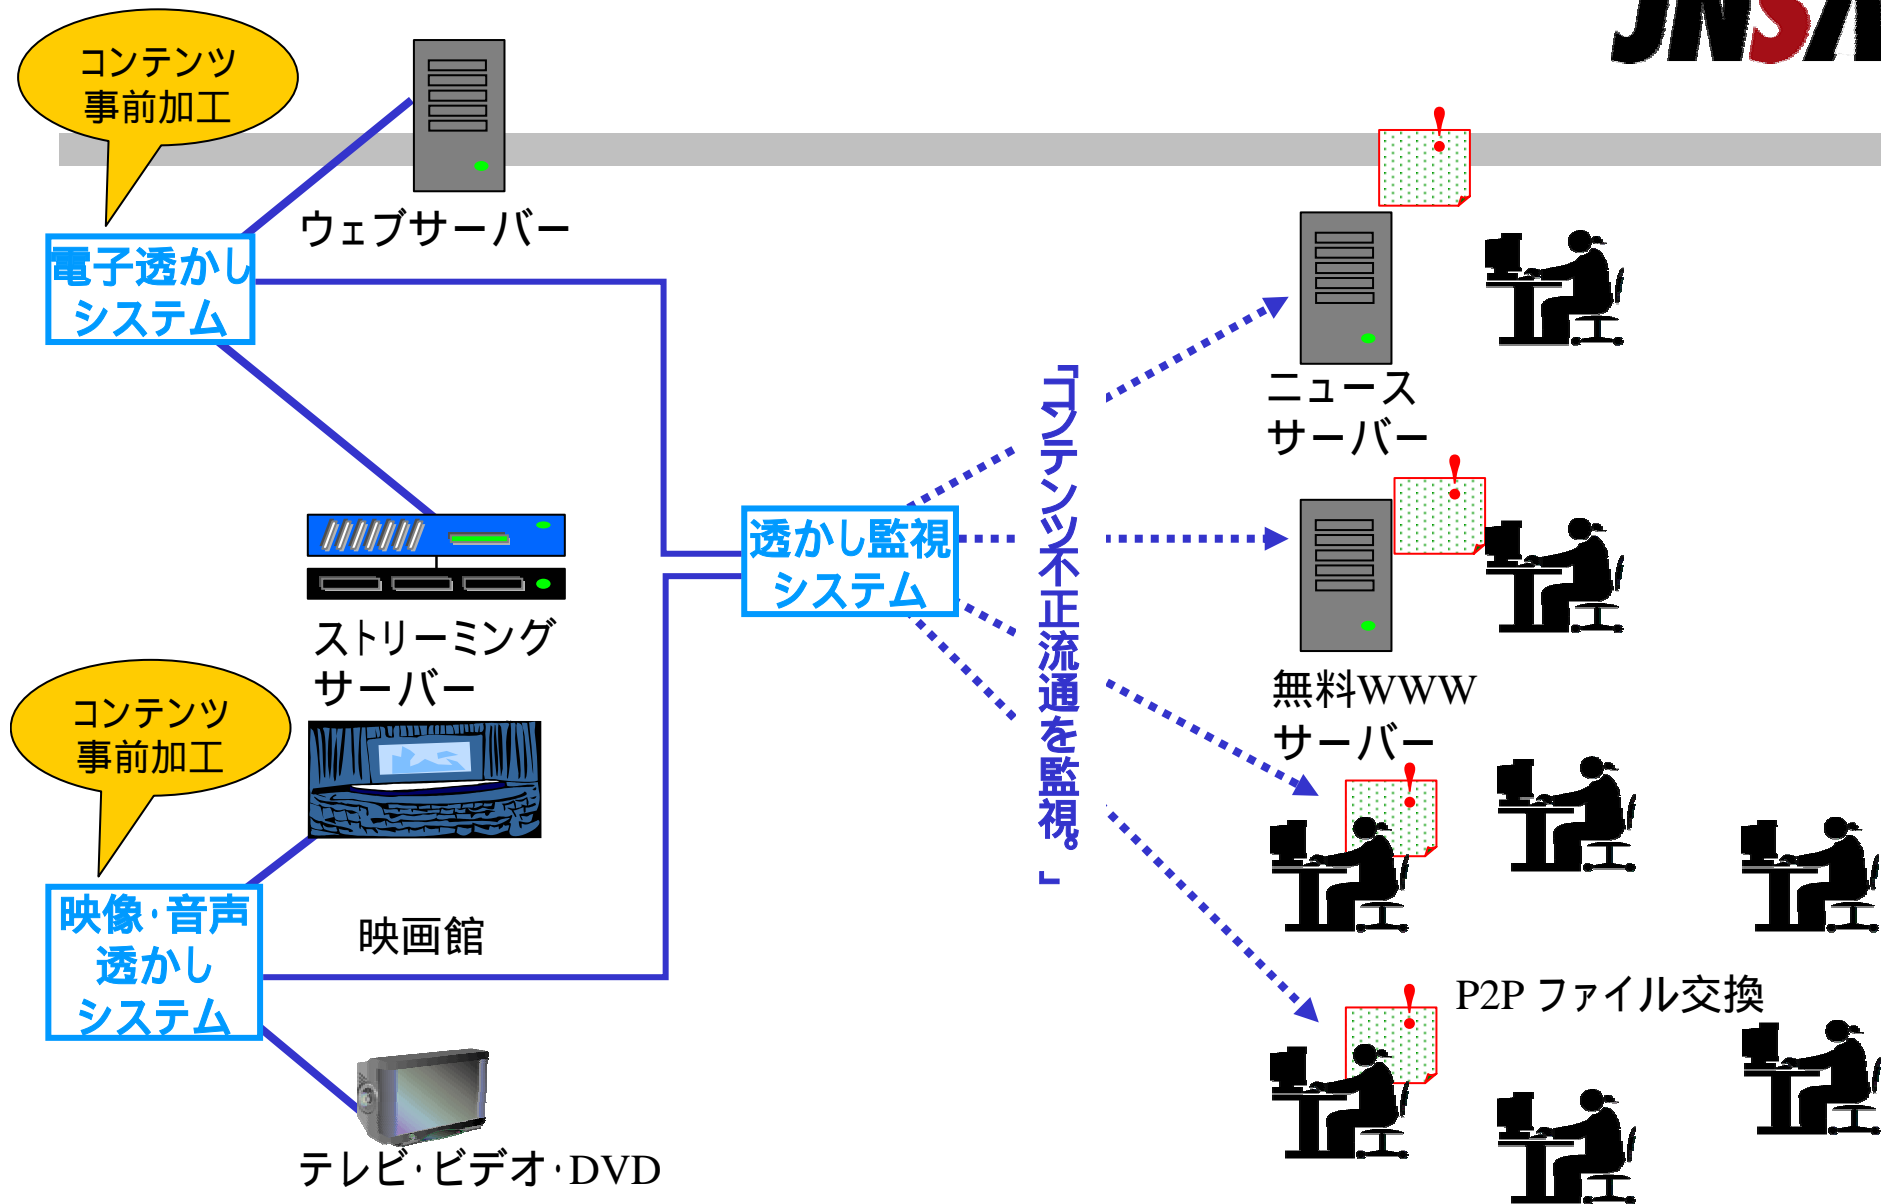 JNSA
コンテンツ
事前加工
ウェブサーバー
電子透かし
システム
ストリーミング
サーバー
コンテンツ
事前加工
映像・音声
透かし
システム
映画館
テレビ・ビデオ・DVD
透かし監視
システム
「コンテンツ不正流通を監視。」
ニュース
サーバー
無料WWW
サーバー
P2P ファイル交換